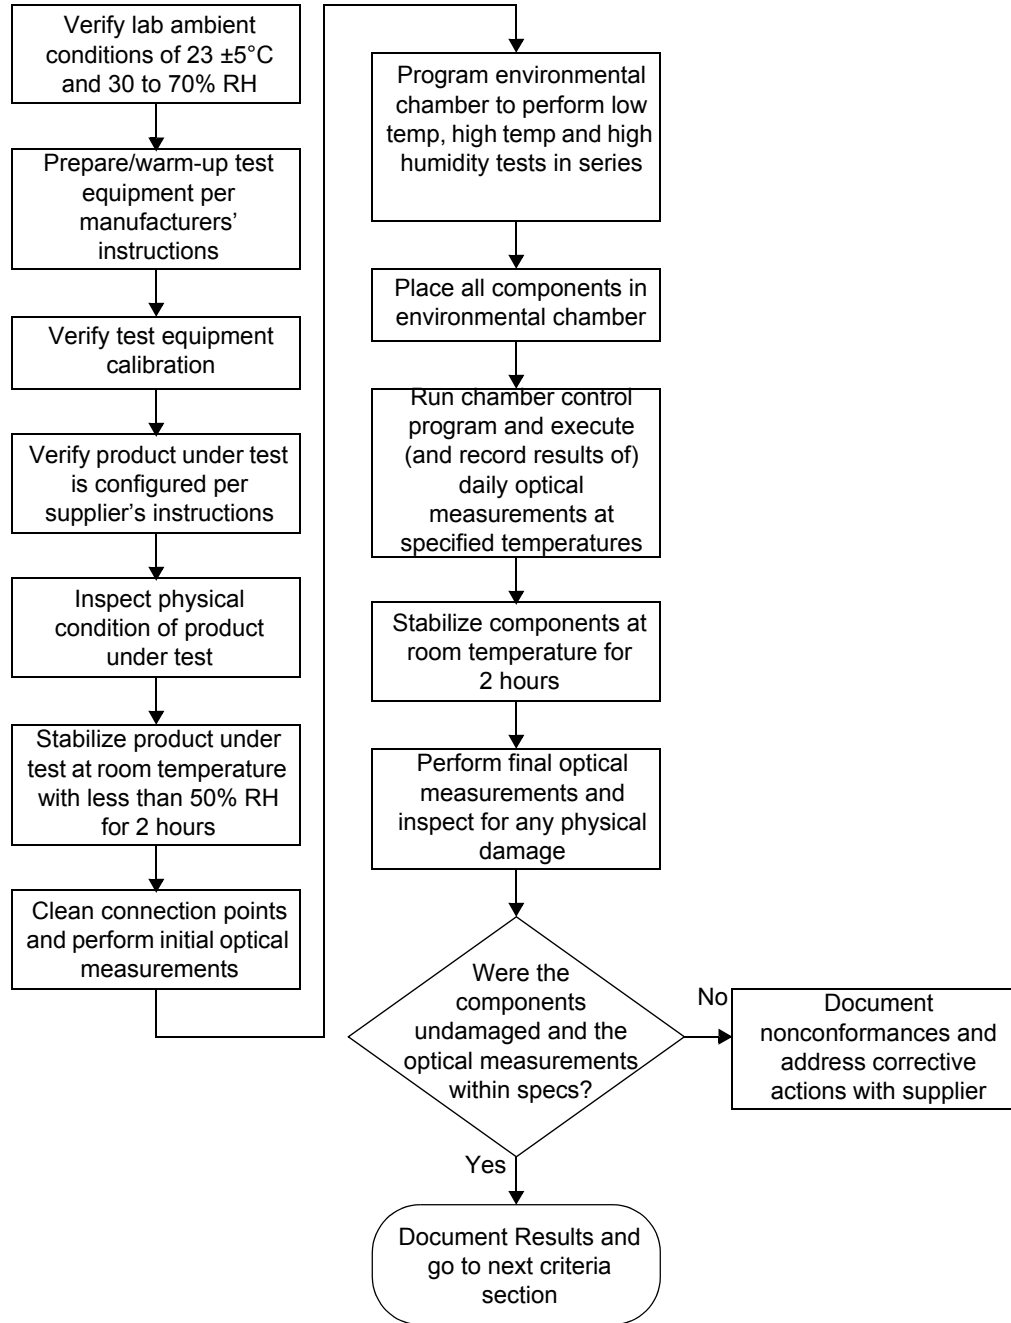 Verify lab ambient
conditions of 23 ±5°C
and 30 to 70% RH
Prepare/warm-up test
equipment per
manufacturers’
instructions
Verify test equipment
calibration
Verify product under test
is configured per
supplier’s instructions
Inspect physical
condition of product
under test
Stabilize product under
test at room temperature
with less than 50% RH
for 2 hours
Clean connection points
and perform initial optical
measurements
Program environmental
chamber to perform low
temp, high temp and high
humidity tests in series
Place all components in
environmental chamber
Run chamber control
program and execute
(and record results of)
daily optical
measurements at
specified temperatures
Stabilize components at
room temperature for
2 hours
Perform final optical
measurements and
inspect for any physical
damage
Were the
components
undamaged and the
optical measurements
within specs?
No
Document
nonconformances and
address corrective
actions with supplier
Yes
Document Results and
go to next criteria
section